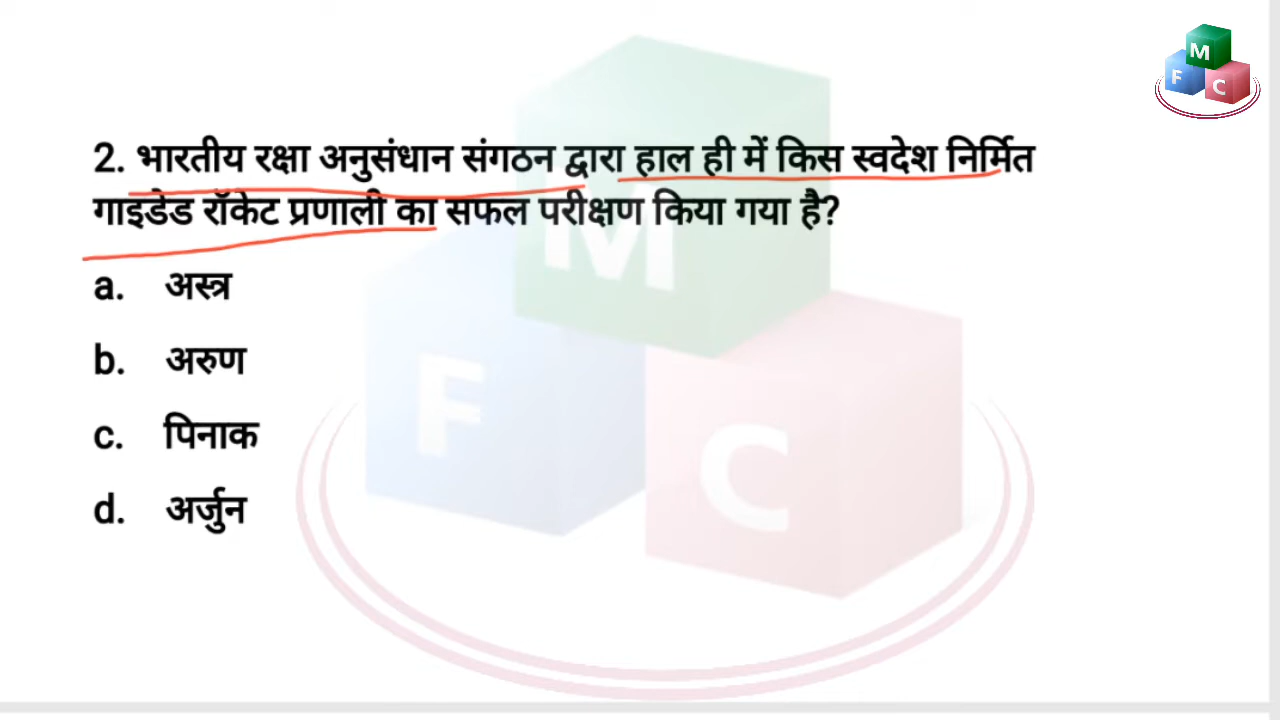 M
F C
2. भारतीय रक्षा अनुसंधान संगठन द्वारा हाल ही में किस स्वदेश निर्मित
गाइडेड रॉकेट प्रणाली का सफल परीक्षण किया गया है?
a. अस्त्र
b. अरुण
c. पिनाक
d. अर्जुन
M
F C